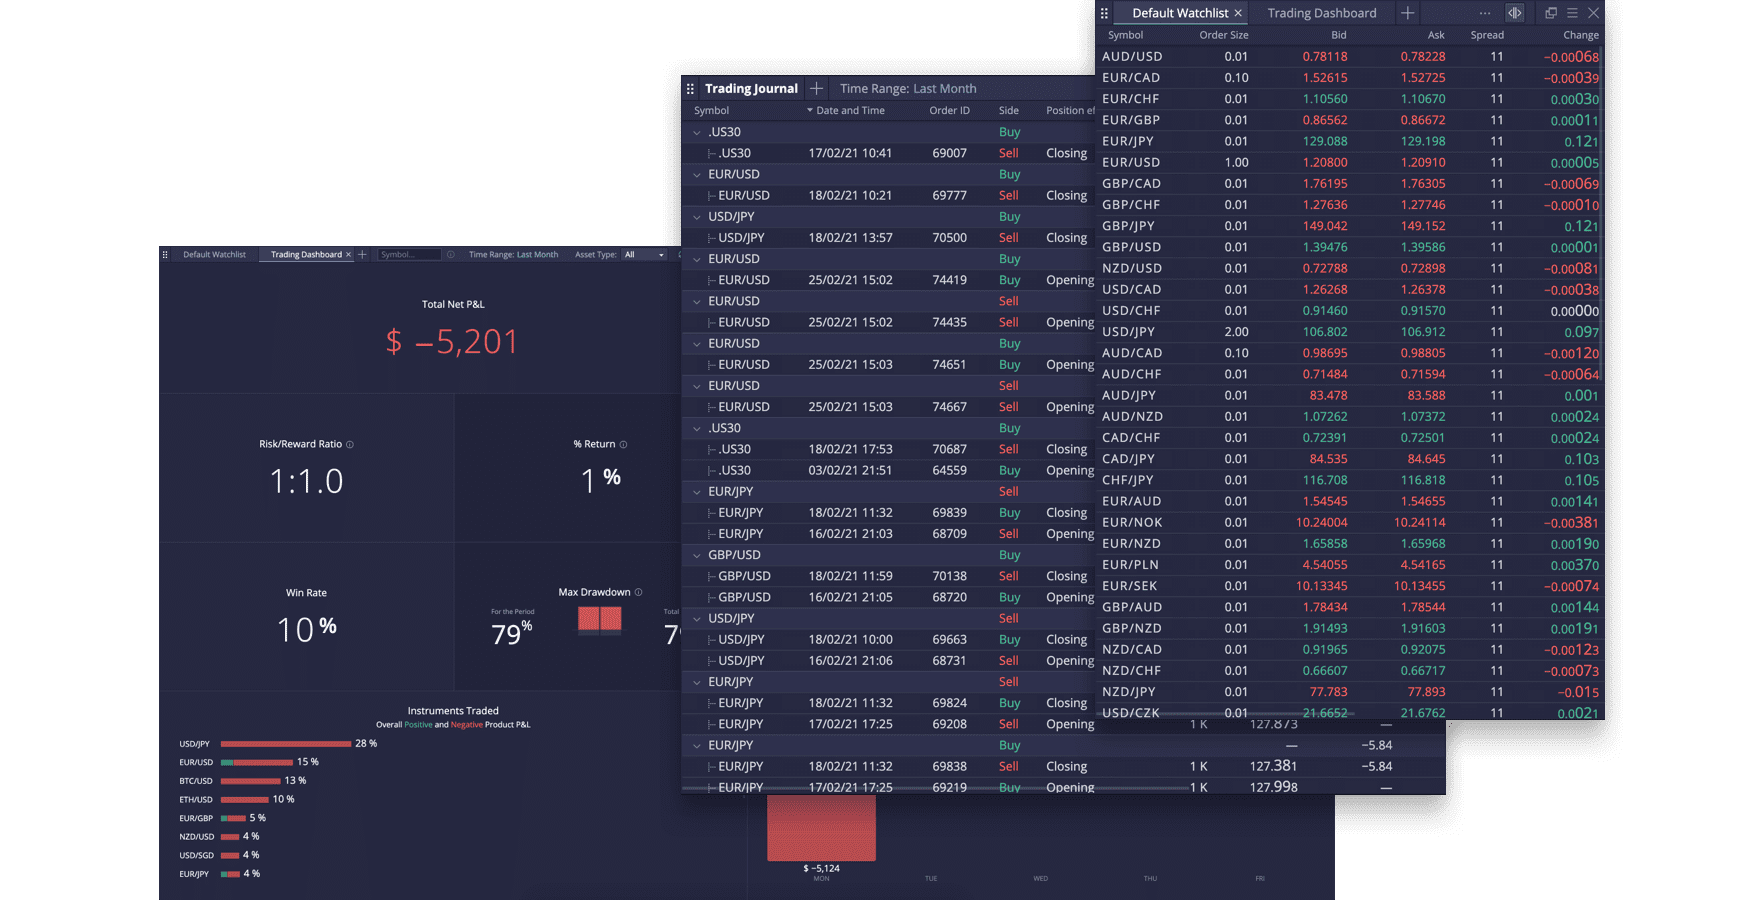 Default Watchlist × Trading Dashboard + ...
Symbol Order Size Bid Ask Spread Change
AUD/USD 0.01 0.78118 0.78228 11 −0.00068
EUR/CAD 0.10 1.52615 1.52725 11 −0.00039
EUR/CHF 0.01 1.10560 1.10670 11 0.00030
EUR/GBP 0.01 0.86562 0.86672 11 0.00011
EUR/JPY 0.01 129.088 129.198 11 0.121
EUR/USD 1.00 1.20800 1.20910 11 0.00005
GBP/CAD 0.01 1.76195 1.76305 11 −0.00069
GBP/CHF 0.01 1.27636 1.27746 11 −0.00010
GBP/JPY 0.01 149.042 149.152 11 0.121
GBP/USD 0.01 1.39476 1.39586 11 0.00001
NZD/USD 0.01 0.72788 0.72898 11 −0.00081
USD/CAD 0.01 1.26268 1.26378 11 −0.00038
USD/CHF 0.01 0.91460 0.91570 11 0.00000
USD/JPY 2.00 106.802 106.912 11 0.097
AUD/CAD 0.10 0.98695 0.98805 11 −0.00120
AUD/CHF 0.01 0.71484 0.71594 11 −0.00064
AUD/JPY 0.01 83.478 83.588 11 0.001
AUD/NZD 0.01 1.07262 1.07372 11 0.00024
CAD/CHF 0.01 0.72391 0.72501 11 0.00024
CAD/JPY 0.01 84.535 84.645 11 0.103
CHF/JPY 0.01 116.708 116.818 11 0.105
EUR/AUD 0.01 1.54545 1.54655 11 0.00141
EUR/NOK 0.01 10.24004 10.24114 11 −0.00381
EUR/NZD 0.01 1.65858 1.65968 11 0.00190
EUR/PLN 0.01 4.54055 4.54165 11 0.00370
EUR/SEK 0.01 10.13345 10.13455 11 −0.00074
GBP/AUD 0.01 1.78434 1.78544 11 0.00144
GBP/NZD 0.01 1.91493 1.91603 11 0.00191
NZD/CAD 0.01 0.91965 0.92075 11 −0.00123
NZD/CHF 0.01 0.66607 0.66717 11 −0.00073
NZD/JPY 0.01 77.783 77.893 11 −0.015
USD/CZK 0.01 21.6652 21.6762 11 0.0021
Trading Journal + Time Range: Last Month
Symbol Date and Time Order ID Side Position ef
.US30 Buy
.US30 17/02/21 10:41 69007 Sell Closing
EUR/USD Buy
EUR/USD 18/02/21 10:21 69777 Sell Closing
USD/JPY Buy
USD/JPY 18/02/21 13:57 70500 Sell Closing
EUR/USD Buy
EUR/USD 25/02/21 15:02 74419 Buy Opening
EUR/USD Sell
EUR/USD 25/02/21 15:02 74435 Sell Opening
EUR/USD Buy
EUR/USD 25/02/21 15:03 74651 Buy Opening
EUR/USD Sell
EUR/USD 25/02/21 15:03 74667 Sell Opening
.US30 Buy
.US30 18/02/21 17:53 70687 Sell Closing
.US30 03/02/21 21:51 64559 Buy Opening
EUR/JPY Sell
EUR/JPY 18/02/21 11:32 69839 Buy Closing
EUR/JPY 16/02/21 21:03 68709 Sell Opening
GBP/USD Buy
GBP/USD 18/02/21 11:59 70138 Sell Closing
GBP/USD 16/02/21 21:05 68720 Buy Opening
USD/JPY Sell
USD/JPY 18/02/21 10:00 69663 Buy Closing
USD/JPY 16/02/21 21:06 68731 Sell Opening
EUR/JPY Sell
EUR/JPY 18/02/21 11:32 69824 Buy Closing
EUR/JPY 17/02/21 17:25 69208 Sell Opening 1 K 127.873 —
EUR/JPY Buy — −5.84
EUR/JPY 18/02/21 11:32 69838 Sell Closing 1 K 127.381 −5.84
EUR/JPY 17/02/21 17:25 69219 Buy Opening 1 K 127.998 —
Default Watchlist Trading Dashboard × + Symbol... Time Range: Last Month Asset Type: All
Total Net P&L
$ −5,201
Risk/Reward Ratio
1:1.0
% Return
1 %
Win Rate
10 %
Max Drawdown
For the Period
79%
Total
Instruments Traded
Overall Positive and Negative Product P&L
USD/JPY 28 %
EUR/USD 15 %
BTC/USD 13 %
ETH/USD 10 %
EUR/GBP 5 %
NZD/USD 4 %
USD/SGD 4 %
EUR/JPY 4 %
$ −5,124
MON TUE WED THU FRI